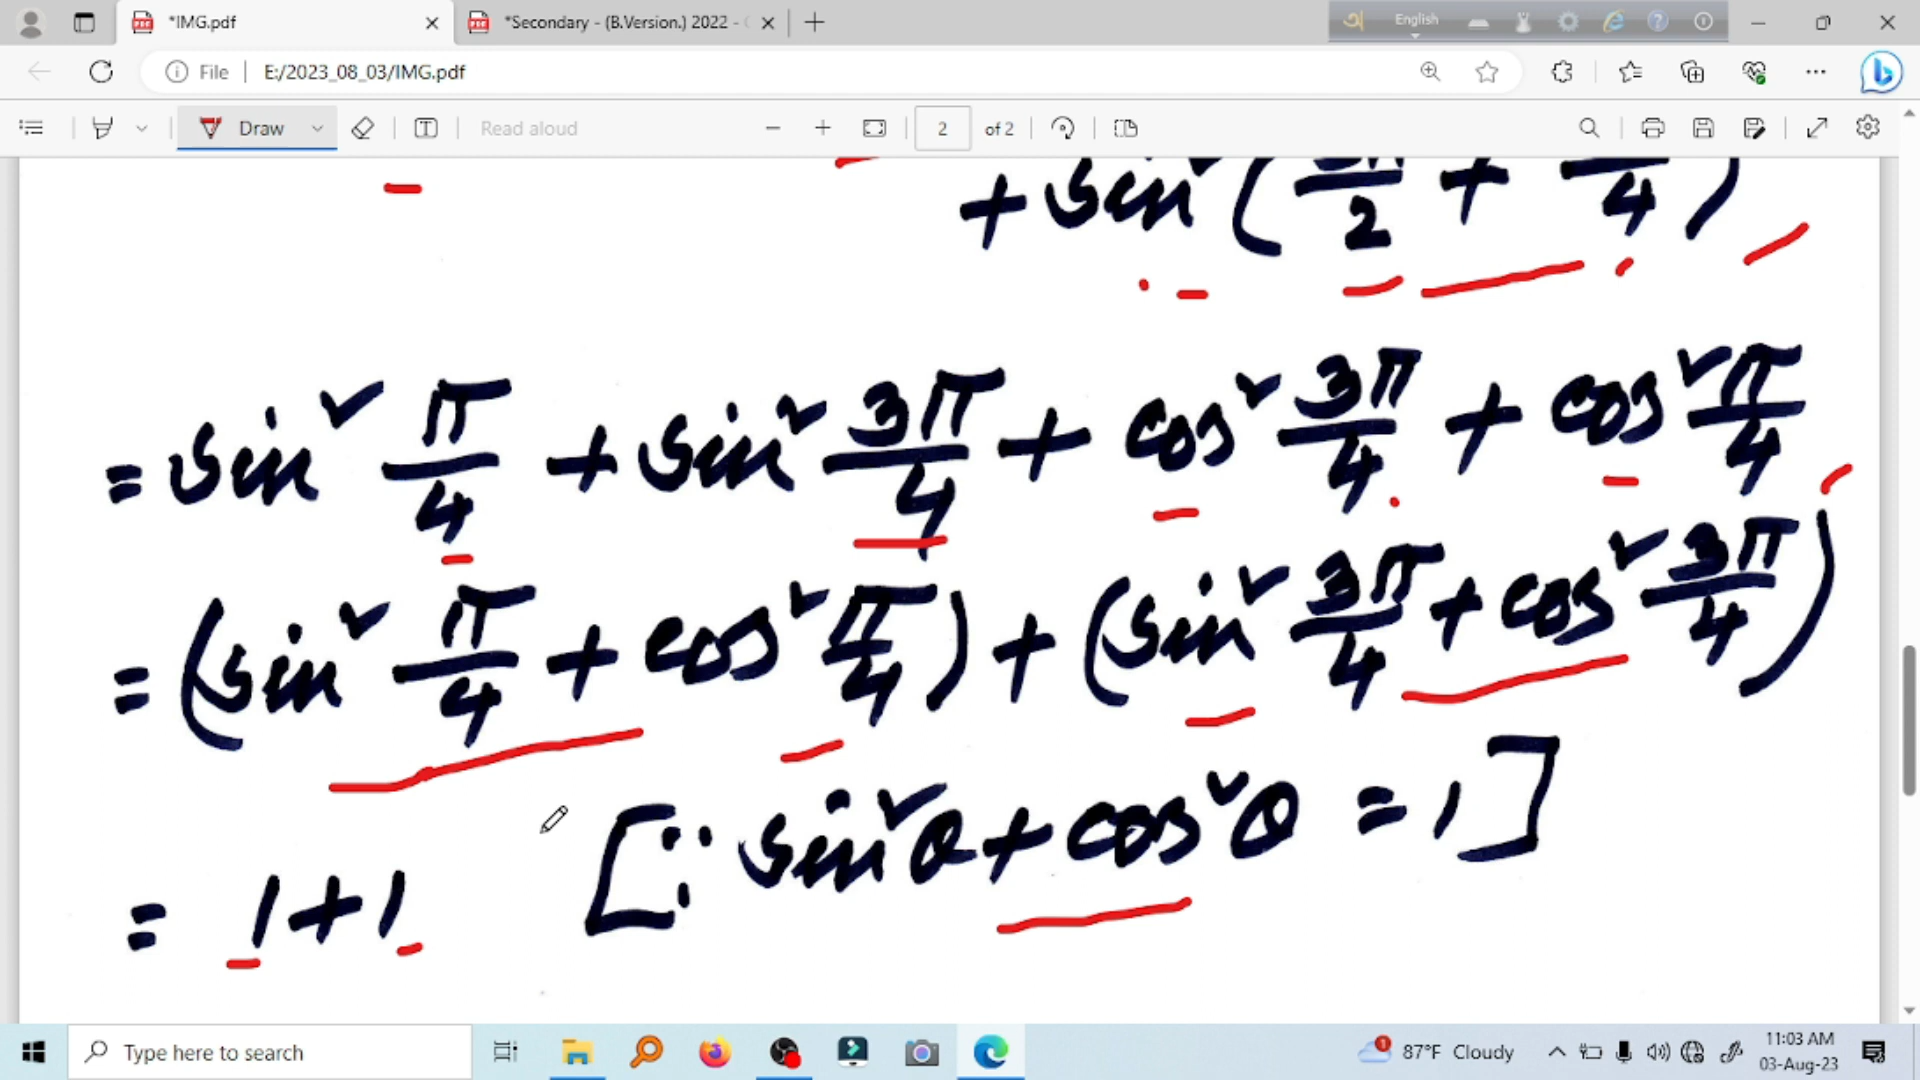 *IMG.pdf
*Secondary - (B.Version.) 2022 -
English
File E:/2023_08_03/IMG.pdf
Draw Read aloud 2 of 2
+ sin² (3π/2 + π/4)
= sin² π/4 + sin² 3π/4 + cos² 3π/4 + cos² π/4
= (sin² π/4 + cos² π/4) + (sin² 3π/4 + cos² 3π/4)
[∵ sin²θ + cos²θ = 1]
= 1+1
Type here to search
87°F Cloudy
11:03 AM
03-Aug-23